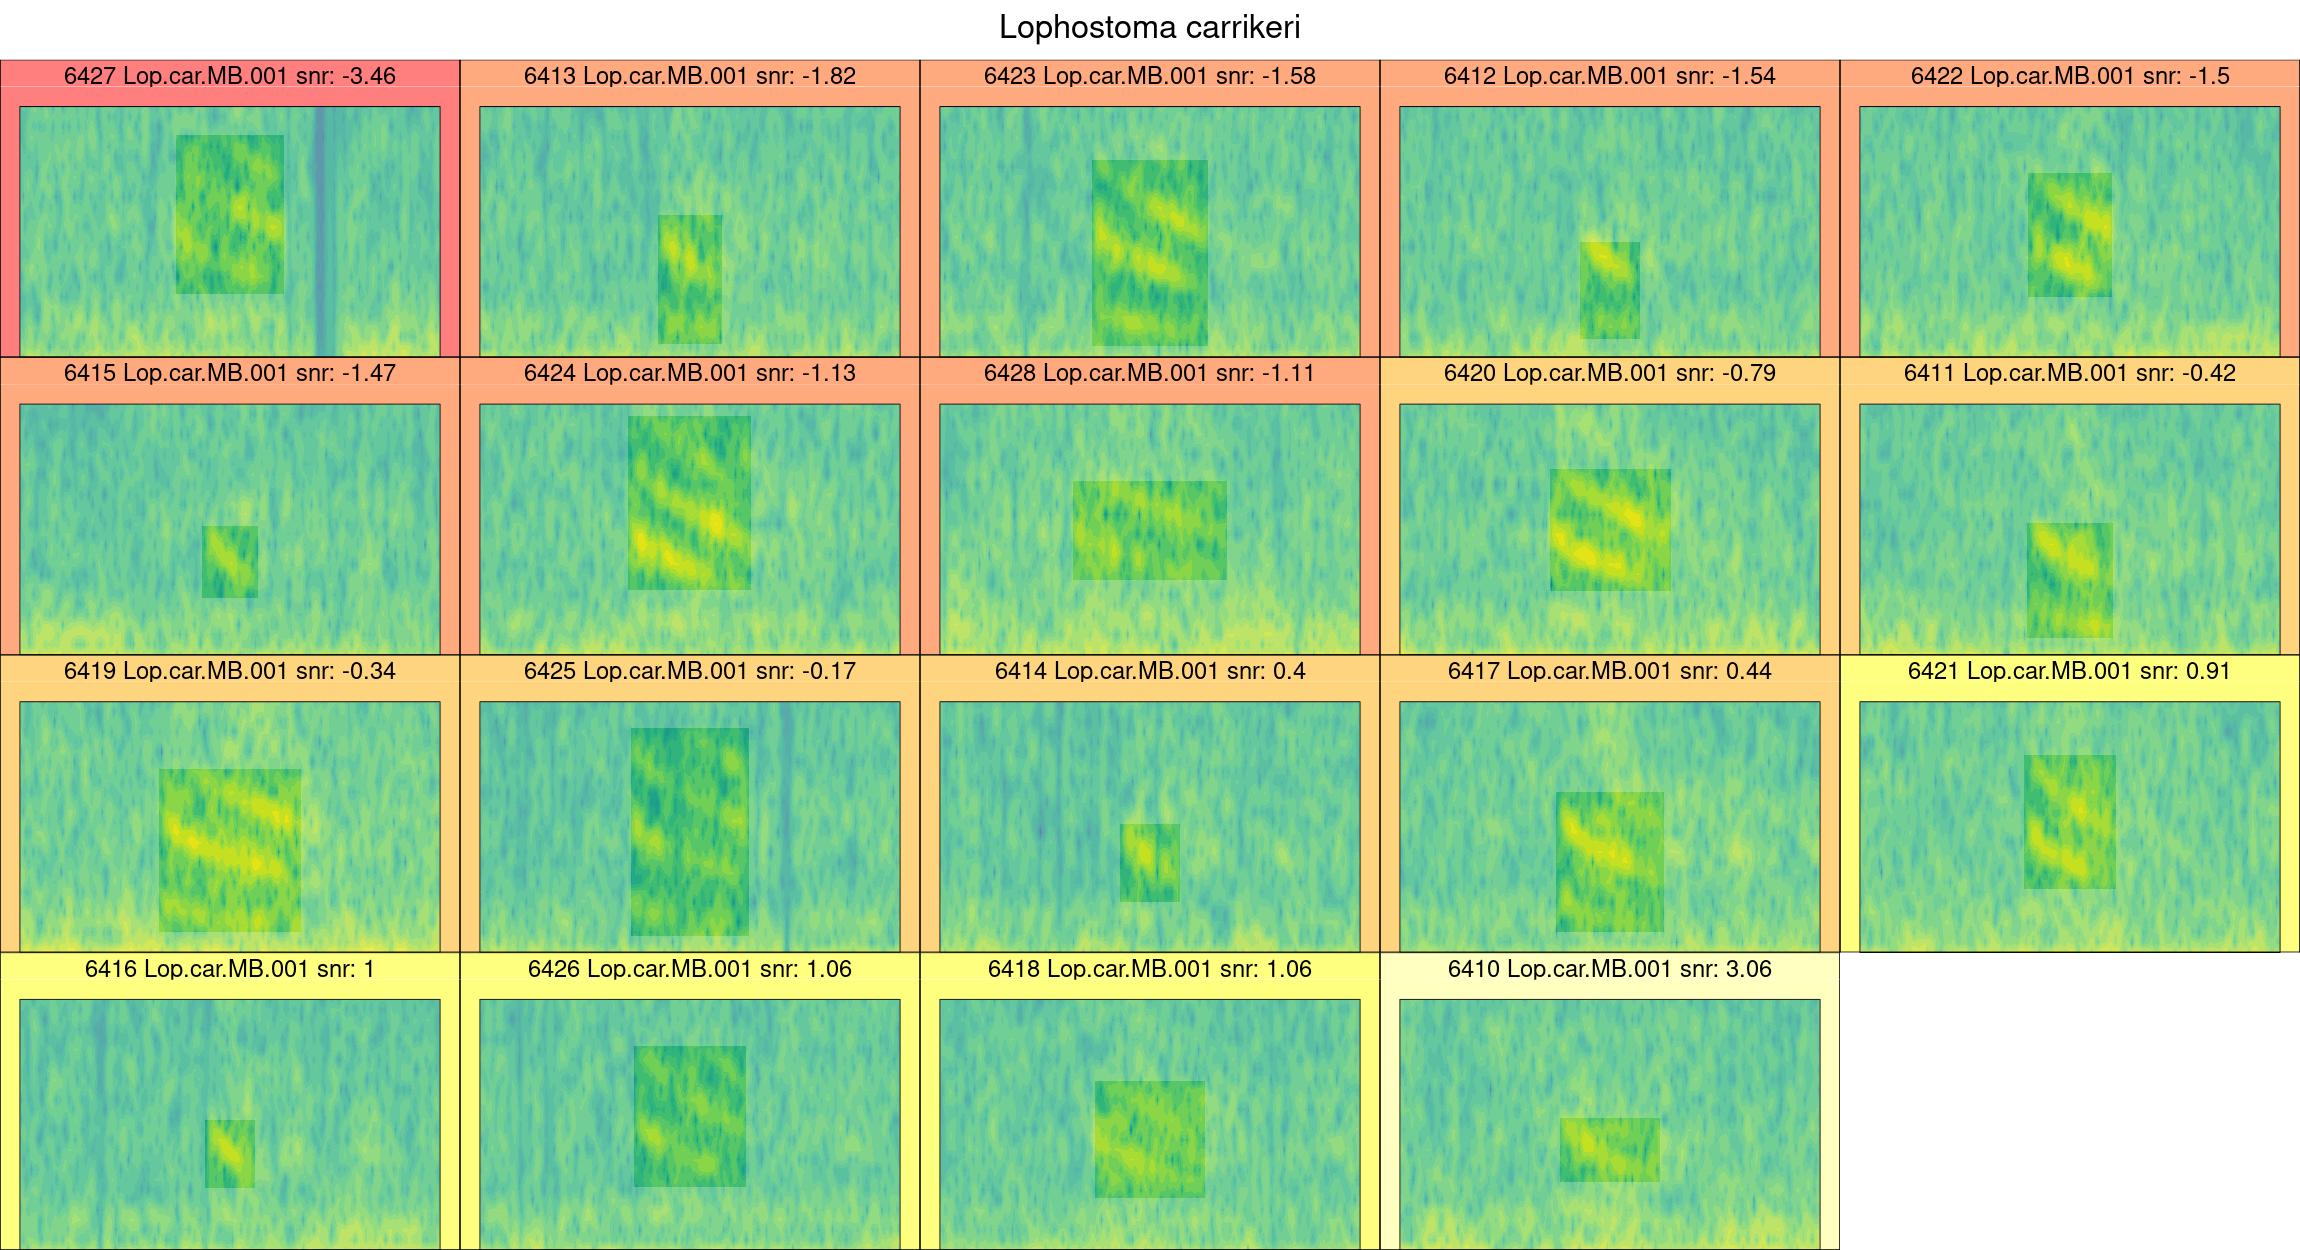 Lophostoma carrikeri
6427 Lop.car.MB.001 snr: -3.46
6413 Lop.car.MB.001 snr: -1.82
6423 Lop.car.MB.001 snr: -1.58
6412 Lop.car.MB.001 snr: -1.54
6422 Lop.car.MB.001 snr: -1.5
6415 Lop.car.MB.001 snr: -1.47
6424 Lop.car.MB.001 snr: -1.13
6428 Lop.car.MB.001 snr: -1.11
6420 Lop.car.MB.001 snr: -0.79
6411 Lop.car.MB.001 snr: -0.42
6419 Lop.car.MB.001 snr: -0.34
6425 Lop.car.MB.001 snr: -0.17
6414 Lop.car.MB.001 snr: 0.4
6417 Lop.car.MB.001 snr: 0.44
6421 Lop.car.MB.001 snr: 0.91
6416 Lop.car.MB.001 snr: 1
6426 Lop.car.MB.001 snr: 1.06
6418 Lop.car.MB.001 snr: 1.06
6410 Lop.car.MB.001 snr: 3.06